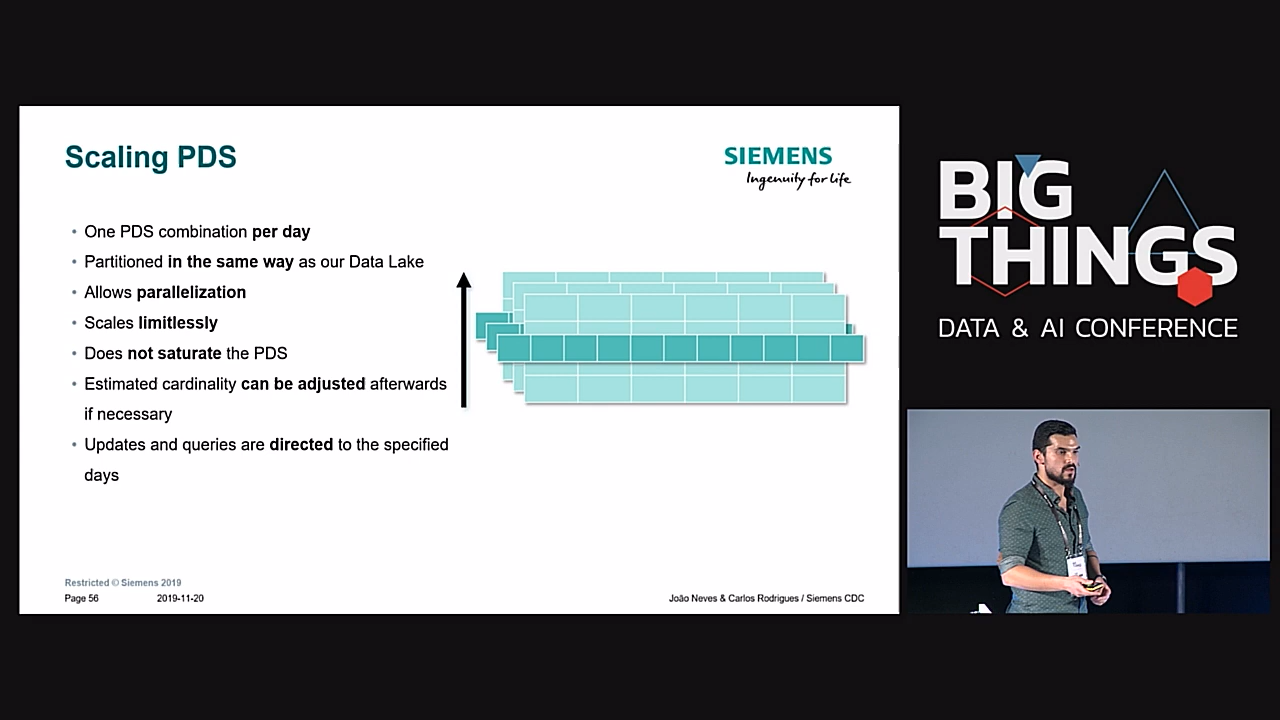 Scaling PDS
SIEMENS
Ingenuity for life
• One PDS combination per day
• Partitioned in the same way as our Data Lake
• Allows parallelization
• Scales limitlessly
• Does not saturate the PDS
• Estimated cardinality can be adjusted afterwards
if necessary
• Updates and queries are directed to the specified
days
Restricted © Siemens 2019
Page 56
2019-11-20
João Neves & Carlos Rodrigues / Siemens CDC
BIG
THINGS
DATA & AI CONFERENCE